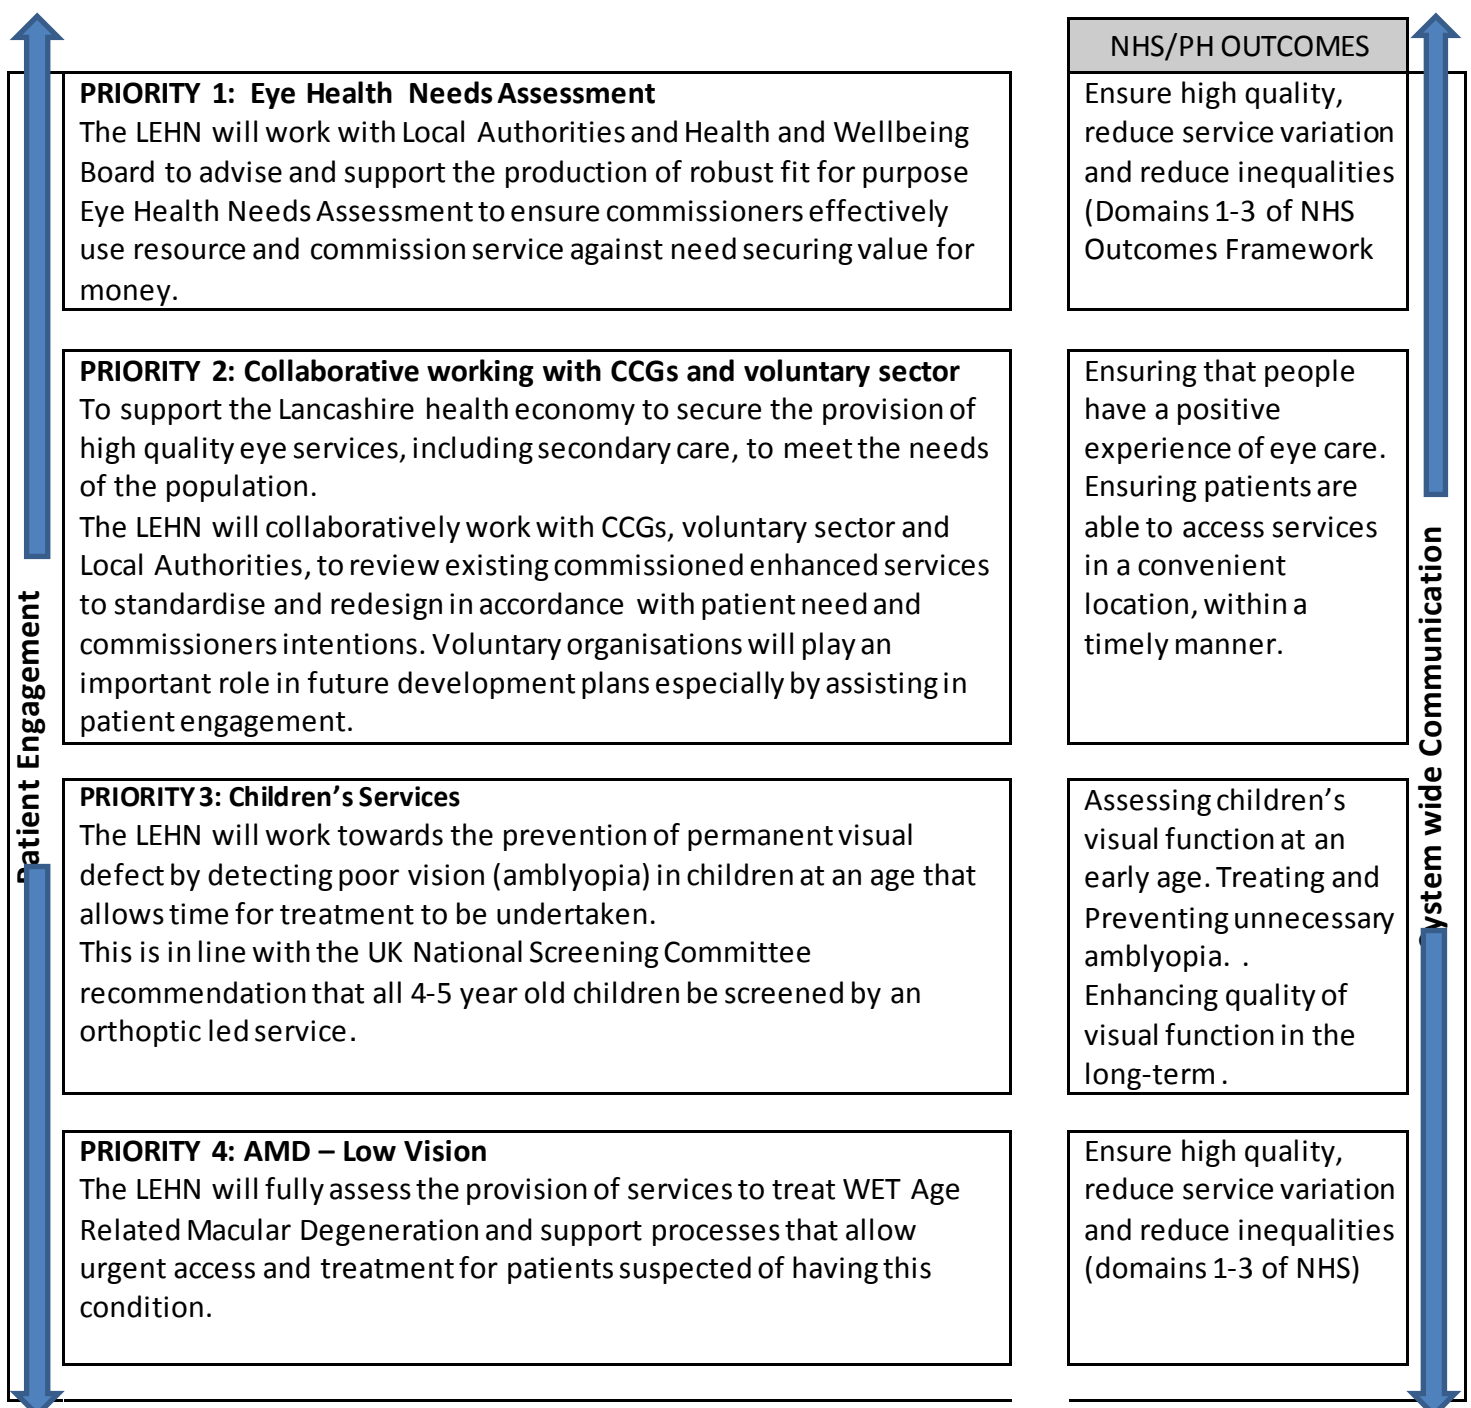 NHS/PH OUTCOMES
PRIORITY 1: Eye Health Needs Assessment
The LEHN will work with Local Authorities and Health and Wellbeing
Board to advise and support the production of robust fit for purpose
Eye Health Needs Assessment to ensure commissioners effectively
use resource and commission service against need securing value for
money.
Ensure high quality,
reduce service variation
and reduce inequalities
(Domains 1-3 of NHS
Outcomes Framework
PRIORITY 2: Collaborative working with CCGs and voluntary sector
To support the Lancashire health economy to secure the provision of
high quality eye services, including secondary care, to meet the needs
of the population.
The LEHN will collaboratively work with CCGs, voluntary sector and
Local Authorities, to review existing commissioned enhanced services
to standardise and redesign in accordance with patient need and
commissioners intentions. Voluntary organisations will play an
important role in future development plans especially by assisting in
patient engagement.
Ensuring that people
have a positive
experience of eye care.
Ensuring patients are
able to access services
in a convenient
location, within a
timely manner.
PRIORITY 3: Children's Services
The LEHN will work towards the prevention of permanent visual
defect by detecting poor vision (amblyopia) in children at an age that
allows time for treatment to be undertaken.
This is in line with the UK National Screening Committee
recommendation that all 4-5 year old children be screened by an
orthoptic led service.
Assessing children's
visual function at an
early age. Treating and
Preventing unnecessary
amblyopia. .
Enhancing quality of
visual function in the
long-term .
PRIORITY 4: AMD – Low Vision
The LEHN will fully assess the provision of services to treat WET Age
Related Macular Degeneration and support processes that allow
urgent access and treatment for patients suspected of having this
condition.
Ensure high quality,
reduce service variation
and reduce inequalities
(domains 1-3 of NHS)
Patient Engagement
System wide Communication